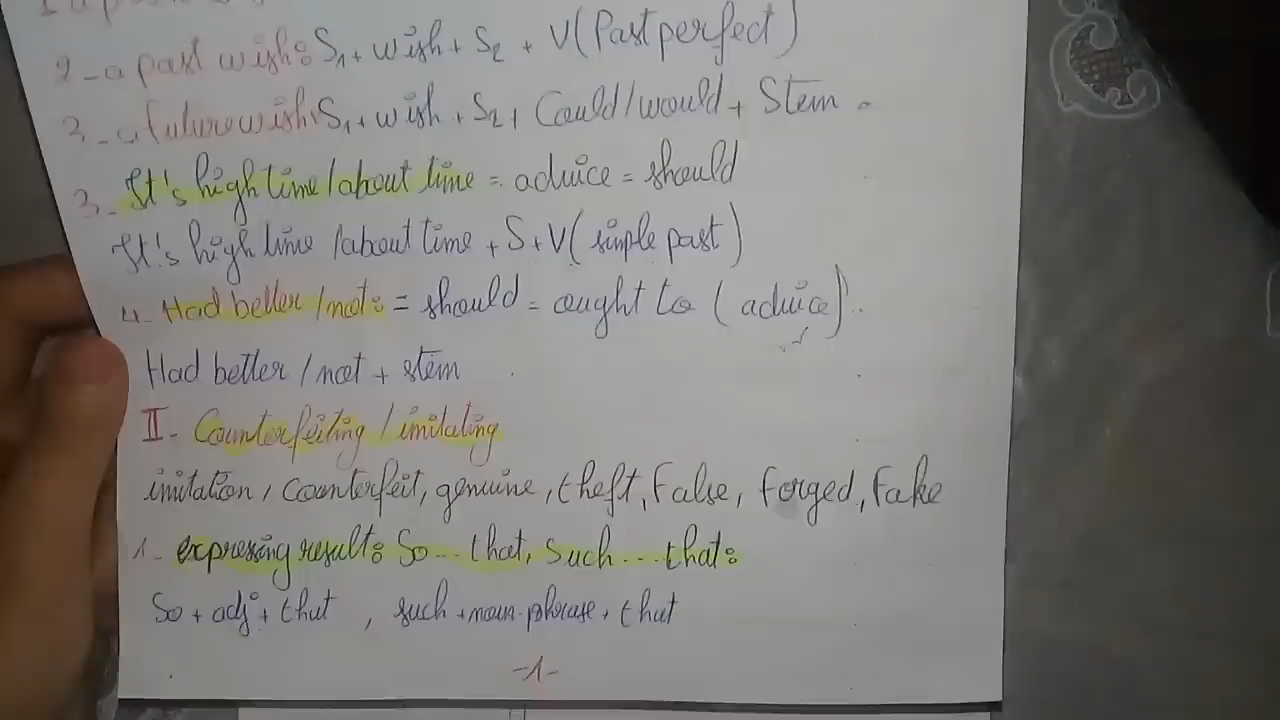 2-a past wish: S1+ wish + S2 + V(Past perfect)
3-a future wish: S1+ wish + S2+ Could/would + Stem.
3- It's high time/about time = advice = should
It's high time /about time + S+V( simple past)
4- Had better /not: = should = ought to ( advice)..
Had better / not + stem
II- Counterfeiting / imitating
imitation, counterfeit, genuine, theft, False, forged, Fake
1- expressing result: So...that, Such...that:
So + adj + that , such +noun-phrase+ that
-1-